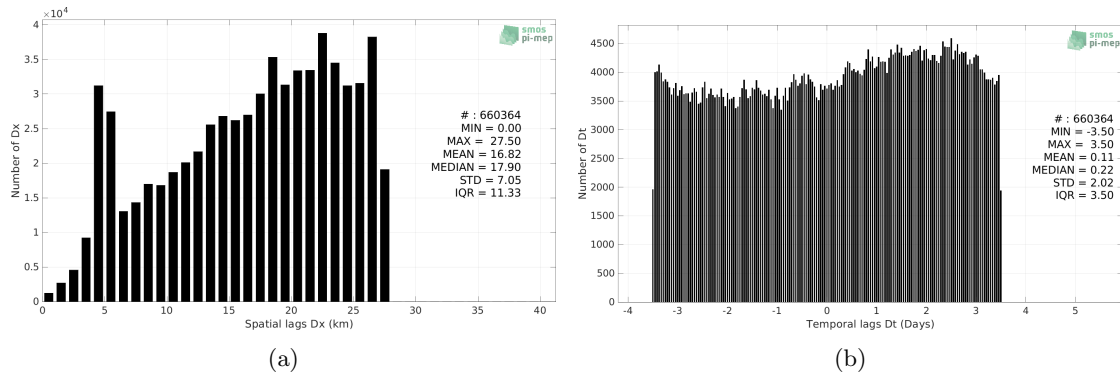 ×10⁴
4
3.5
3
2.5
2
1.5
1
0.5
0
Number of Dx
smos
pi-mep
# : 660364
MIN = 0.00
MAX = 27.50
MEAN = 16.82
MEDIAN = 17.90
STD = 7.05
IQR = 11.33
0 5 10 15 20 25 30 35 40
Spatial lags Dx (km)
(a)
4500
4000
3500
3000
2500
2000
1500
1000
500
0
Number of Dt
smos
pi-mep
# : 660364
MIN = -3.50
MAX = 3.50
MEAN = 0.11
MEDIAN = 0.22
STD = 2.02
IQR = 3.50
-4 -3 -2 -1 0 1 2 3 4 5
Temporal lags Dt (Days)
(b)